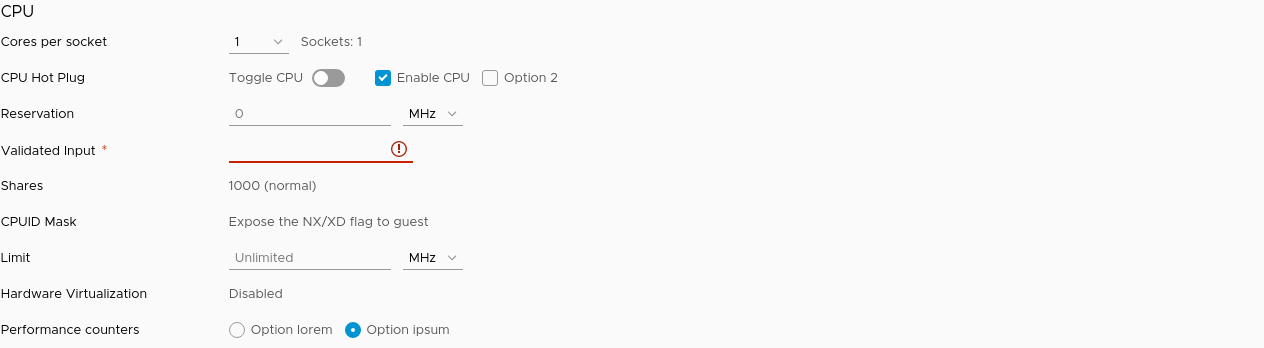 CPU
Cores per socket 1 Sockets: 1
CPU Hot Plug Toggle CPU Enable CPU Option 2
Reservation 0 MHz
Validated Input *
Shares 1000 (normal)
CPUID Mask Expose the NX/XD flag to guest
Limit Unlimited MHz
Hardware Virtualization Disabled
Performance counters Option lorem Option ipsum